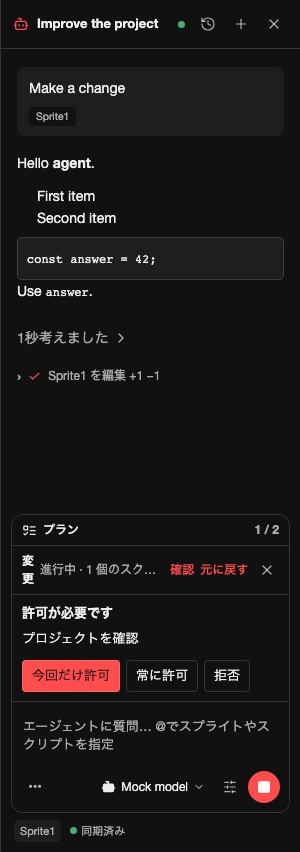 Improve the project
Make a change
Sprite1
Hello agent.
First item
Second item
const answer = 42;
Use answer.
1秒考えました
Sprite1 を編集 +1 −1
プラン 1 / 2
変更 進行中 · 1 個のスク… 確認 元に戻す
許可が必要です
プロジェクトを確認
今回だけ許可 常に許可 拒否
エージェントに質問… @でスプライトやス
クリプトを指定
Mock model
Sprite1 同期済み